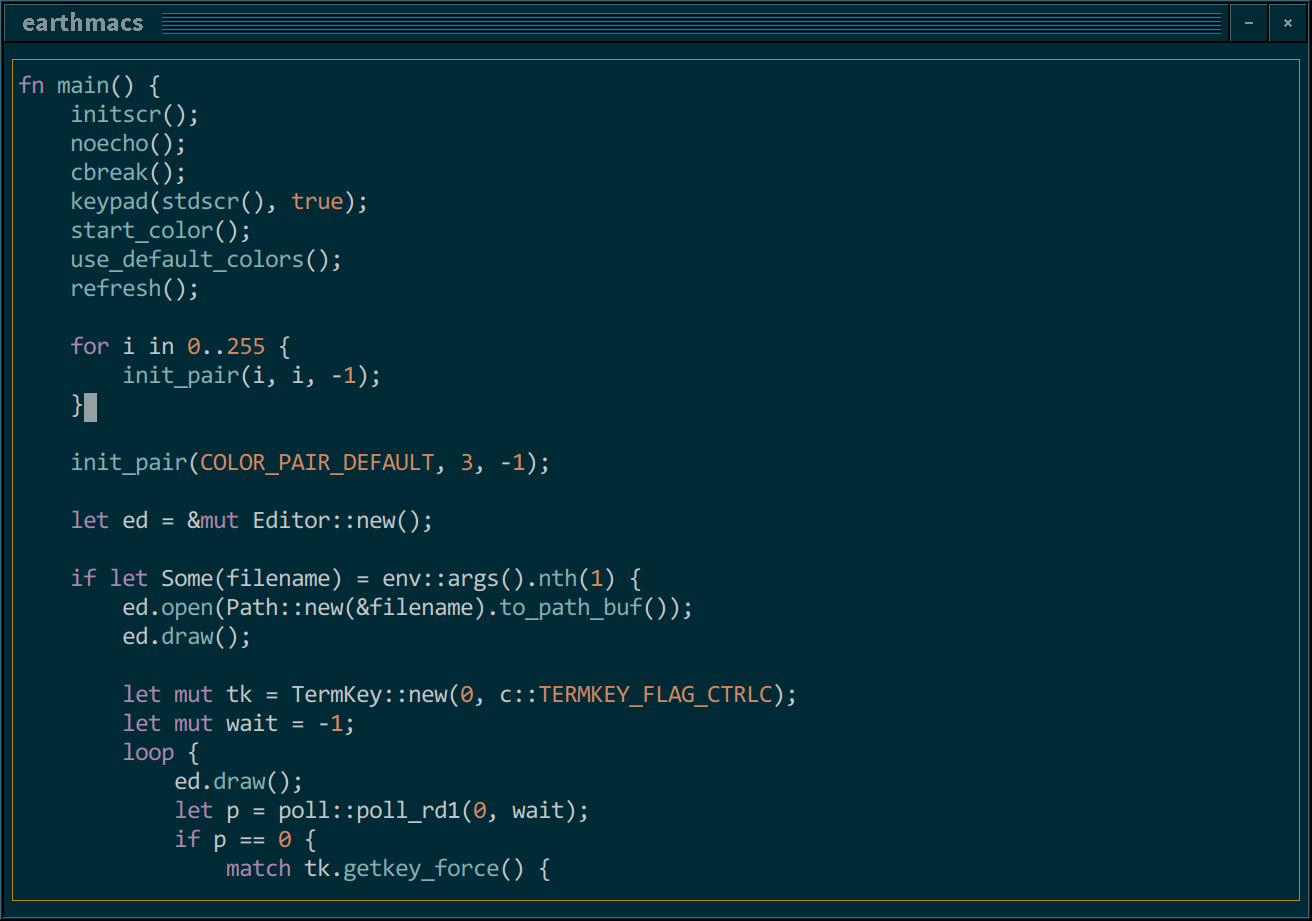 earthmacs
fn main() {
    initscr();
    noecho();
    cbreak();
    keypad(stdscr(), true);
    start_color();
    use_default_colors();
    refresh();

    for i in 0..255 {
        init_pair(i, i, -1);
    }

    init_pair(COLOR_PAIR_DEFAULT, 3, -1);

    let ed = &mut Editor::new();

    if let Some(filename) = env::args().nth(1) {
        ed.open(Path::new(&filename).to_path_buf());
        ed.draw();

        let mut tk = TermKey::new(0, c::TERMKEY_FLAG_CTRLC);
        let mut wait = -1;
        loop {
            ed.draw();
            let p = poll::poll_rd1(0, wait);
            if p == 0 {
                match tk.getkey_force() {